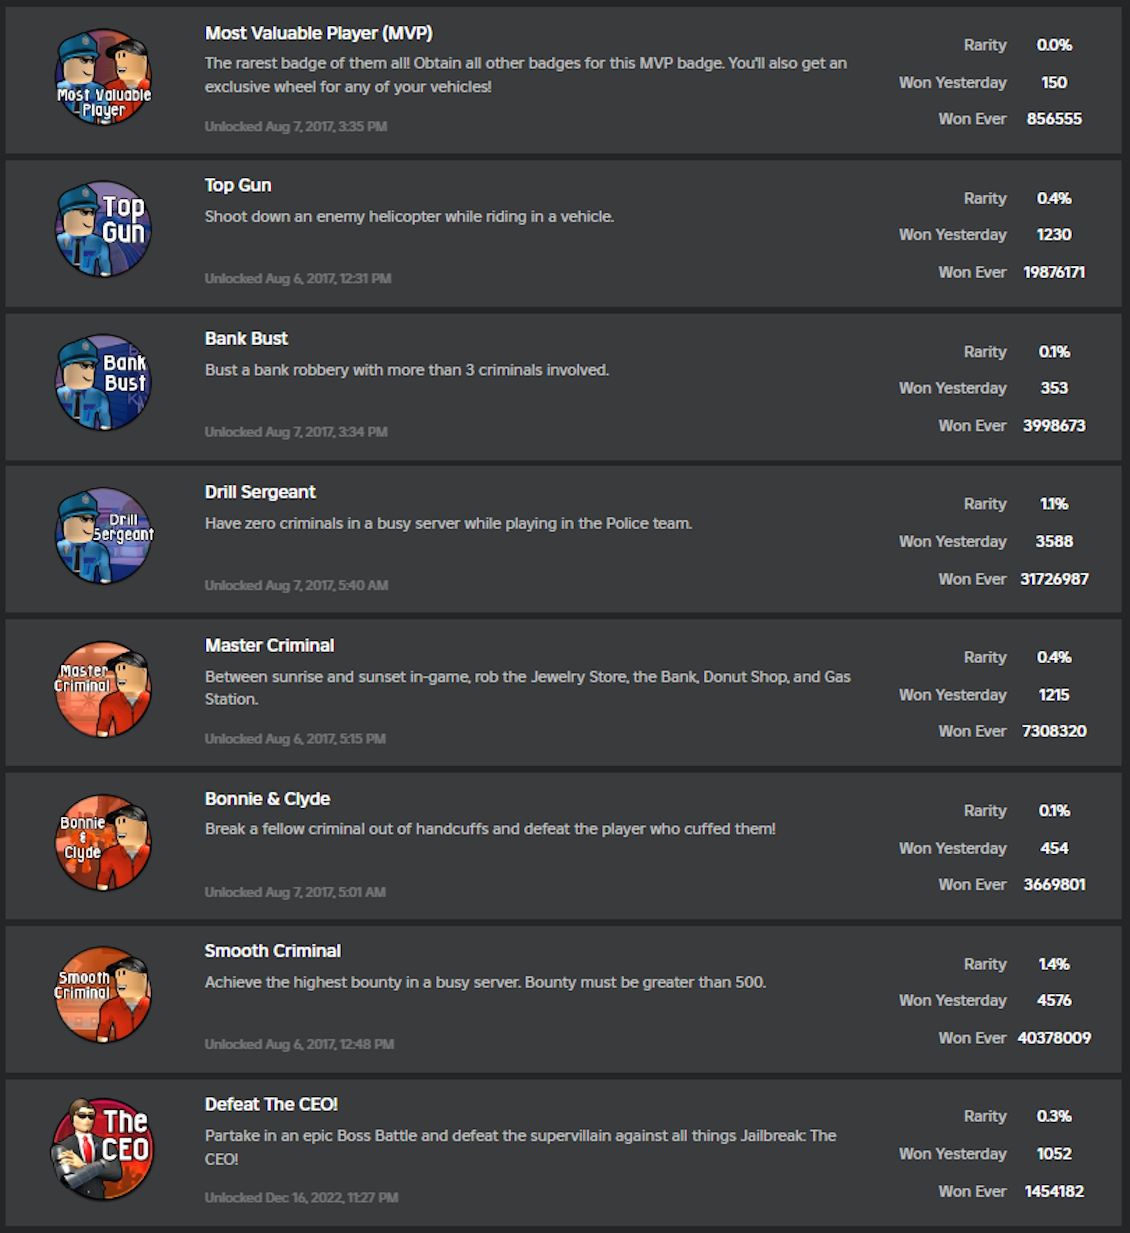 Most Valuable Player
Most Valuable Player (MVP)
The rarest badge of them all! Obtain all other badges for this MVP badge. You'll also get an
exclusive wheel for any of your vehicles!
Unlocked Aug 7, 2017, 3:35 PM
Rarity 0.0%
Won Yesterday 150
Won Ever 856555
Top
Gun
Top Gun
Shoot down an enemy helicopter while riding in a vehicle.
Unlocked Aug 6, 2017, 12:31 PM
Rarity 0.4%
Won Yesterday 1230
Won Ever 19876171
Bank
Bust
Bank Bust
Bust a bank robbery with more than 3 criminals involved.
Unlocked Aug 7, 2017, 3:34 PM
Rarity 0.1%
Won Yesterday 353
Won Ever 3998673
Drill
Sergeant
Drill Sergeant
Have zero criminals in a busy server while playing in the Police team.
Unlocked Aug 7, 2017, 5:40 AM
Rarity 1.1%
Won Yesterday 3588
Won Ever 31726987
Master
Criminal
Master Criminal
Between sunrise and sunset in-game, rob the Jewelry Store, the Bank, Donut Shop, and Gas
Station.
Unlocked Aug 6, 2017, 5:15 PM
Rarity 0.4%
Won Yesterday 1215
Won Ever 7308320
Bonnie
&
Clyde
Bonnie & Clyde
Break a fellow criminal out of handcuffs and defeat the player who cuffed them!
Unlocked Aug 7, 2017, 5:01 AM
Rarity 0.1%
Won Yesterday 454
Won Ever 3669801
Smooth
Criminal
Smooth Criminal
Achieve the highest bounty in a busy server. Bounty must be greater than 500.
Unlocked Aug 6, 2017, 12:48 PM
Rarity 1.4%
Won Yesterday 4576
Won Ever 40378009
The
CEO
Defeat The CEO!
Partake in an epic Boss Battle and defeat the supervillain against all things Jailbreak: The
CEO!
Unlocked Dec 16, 2022, 11:27 PM
Rarity 0.3%
Won Yesterday 1052
Won Ever 1454182